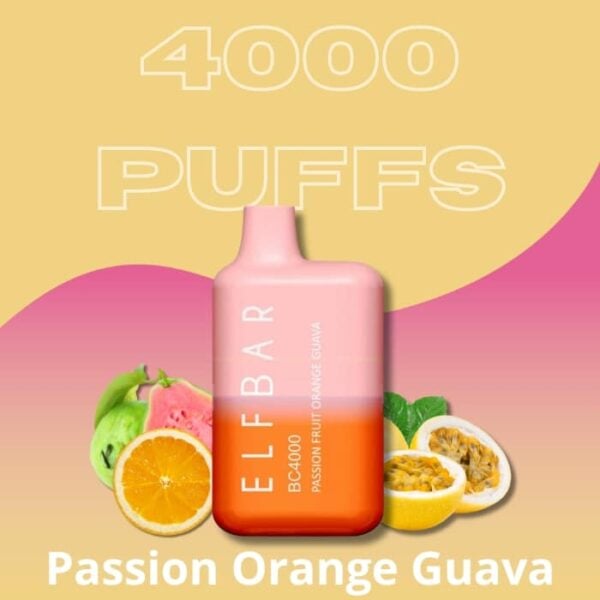 4000
PUFFS
ELFBAR
BC4000
PASSION FRUIT ORANGE GUAVA
Passion Orange Guava